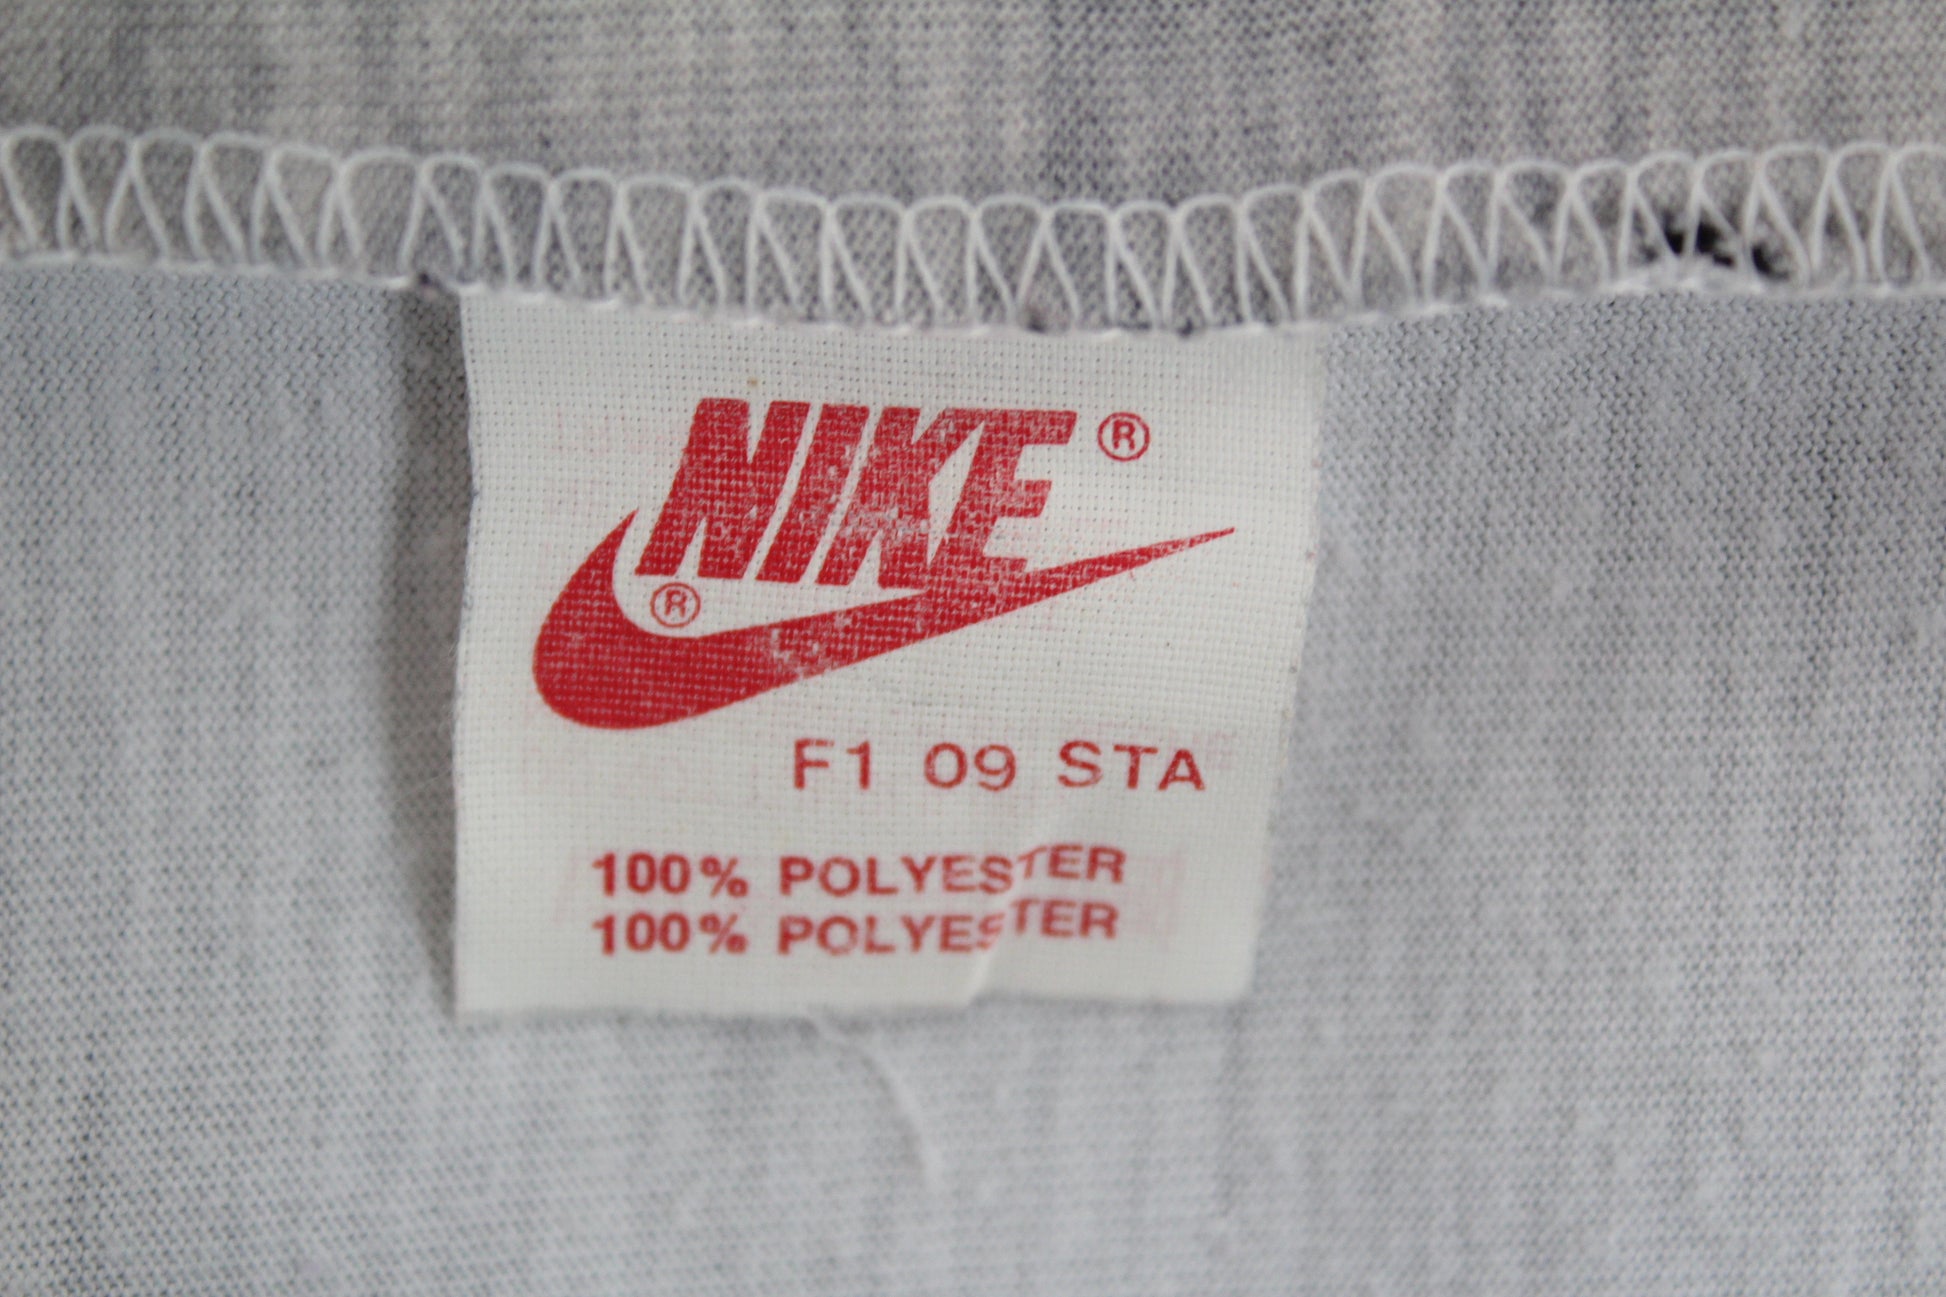 NIKE®
®
F1 09 STA
100% POLYESTER
100% POLYESTER